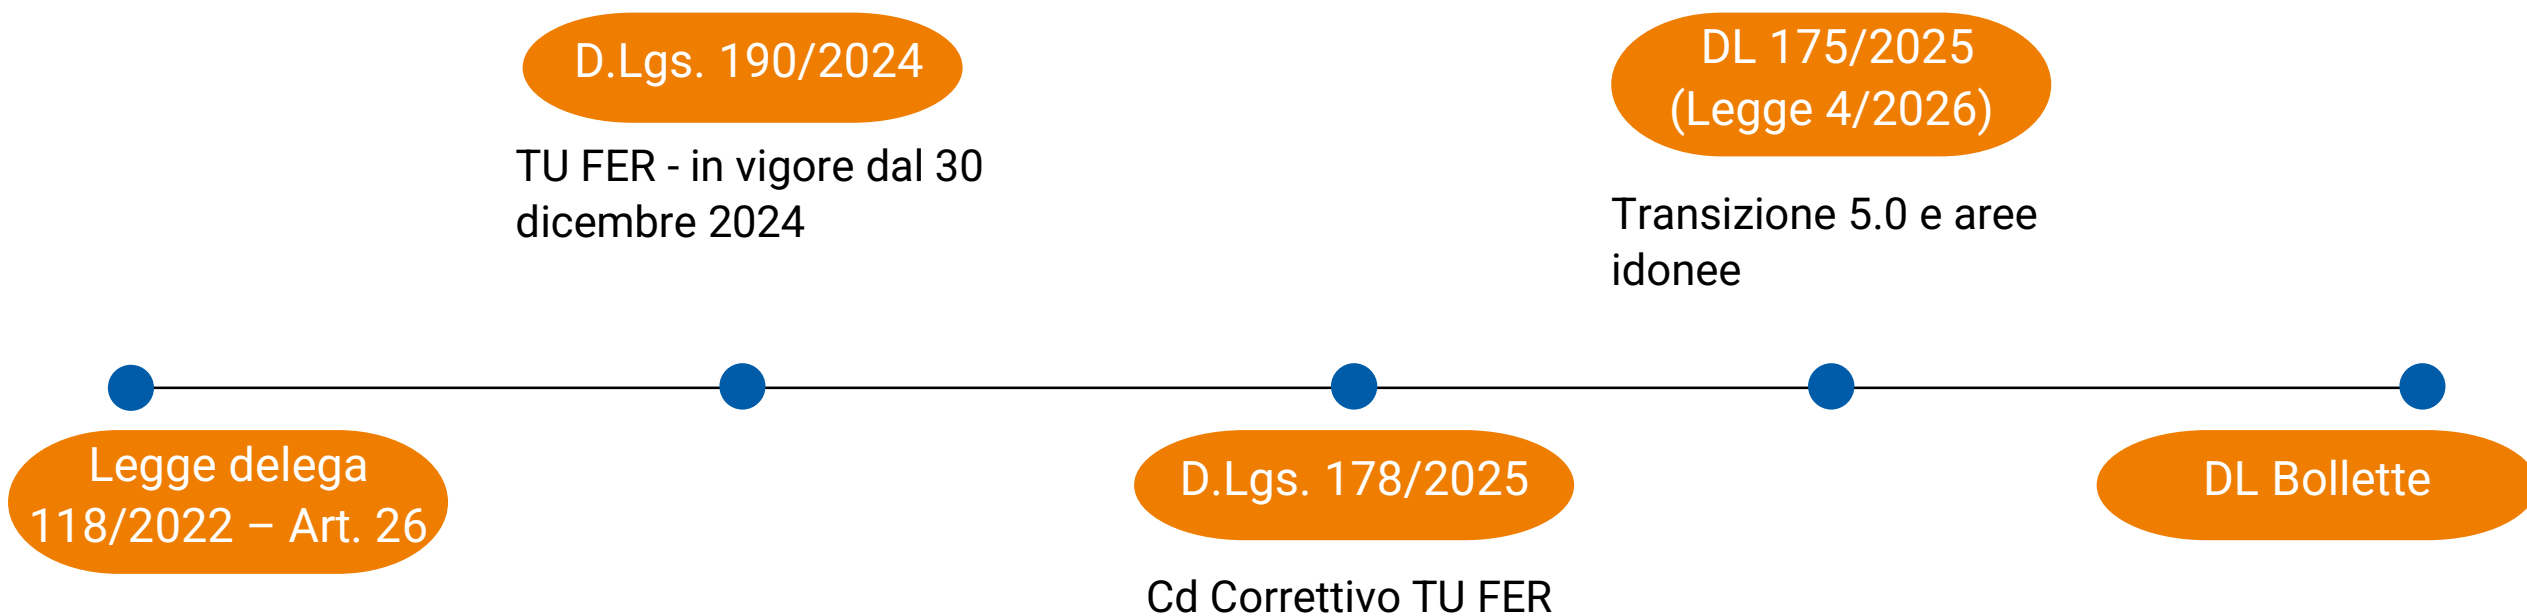 D.Lgs. 190/2024
TU FER - in vigore dal 30
dicembre 2024
DL 175/2025
(Legge 4/2026)
Transizione 5.0 e aree
idonee
Legge delega
118/2022 – Art. 26
D.Lgs. 178/2025
Cd Correttivo TU FER
DL Bollette